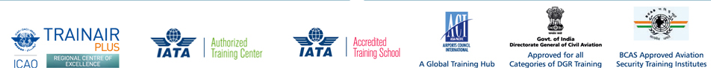 TRAINAIR
PLUS
ICAO
REGIONAL CENTRE OF
EXCELLENCE
IATA
Authorized
Training Center
IATA
Accredited
Training School
ACI
AIRPORTS COUNCIL
INTERNATIONAL
A Global Training Hub
Govt. of India
Directorate General of Civil Aviation
Approved for all
Categories of DGR Training
BCAS Approved Aviation
Security Training Institutes